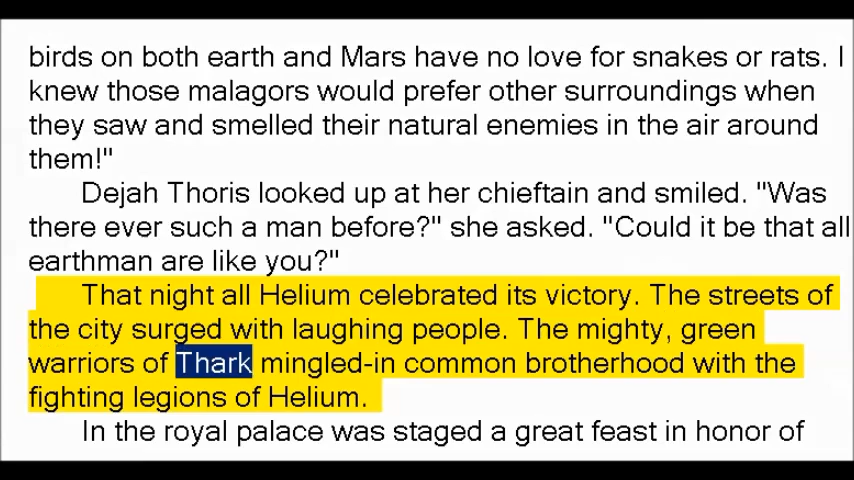 birds on both earth and Mars have no love for snakes or rats. I
knew those malagors would prefer other surroundings when
they saw and smelled their natural enemies in the air around
them!"
Dejah Thoris looked up at her chieftain and smiled. "Was
there ever such a man before?" she asked. "Could it be that all
earthman are like you?"
That night all Helium celebrated its victory. The streets of
the city surged with laughing people. The mighty, green
warriors of Thark mingled-in common brotherhood with the
fighting legions of Helium.
In the royal palace was staged a great feast in honor of